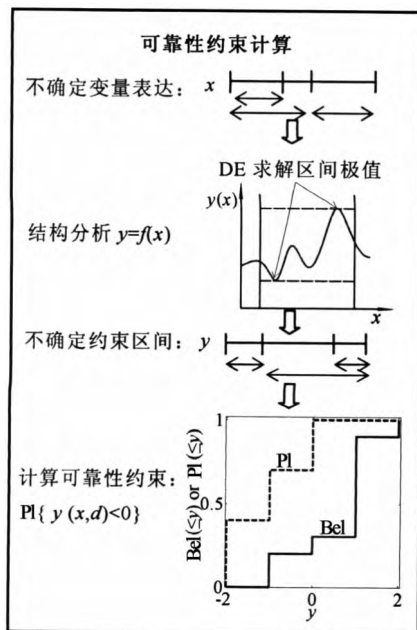 可靠性约束计算
不确定变量表达: x
DE 求解区间极值
y(x)
结构分析 y=f(x)
x
不确定约束区间: y
计算可靠性约束:
Pl{ y (x,d)<0}
Bel(≤y) or Pl(≤y)
1
0.5
0
Pl
Bel
-2
0
2
y